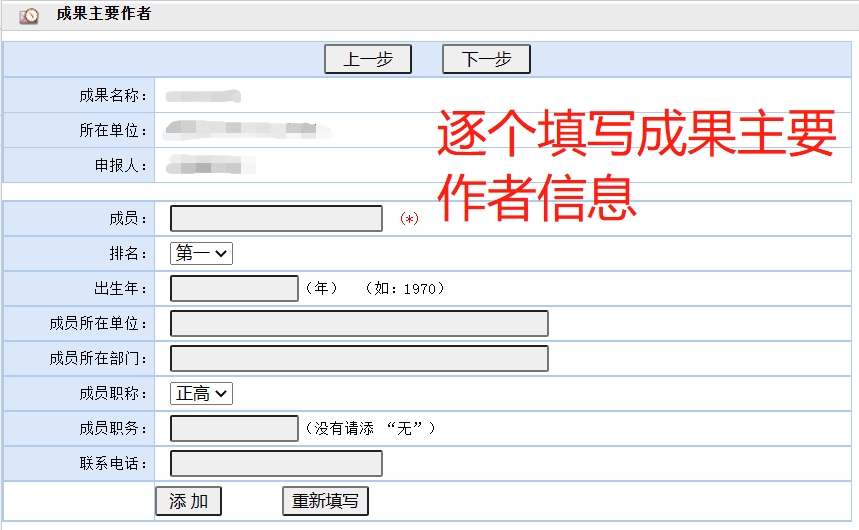 成果主要作者
上一步 下一步
成果名称：
所在单位：
申报人：
逐个填写成果主要
作者信息
成员： (*)
排名： 第一
出生年： （年） （如：1970）
成员所在单位：
成员所在部门：
成员职称： 正高
成员职务： （没有请添 “无”）
联系电话：
添 加 重新填写